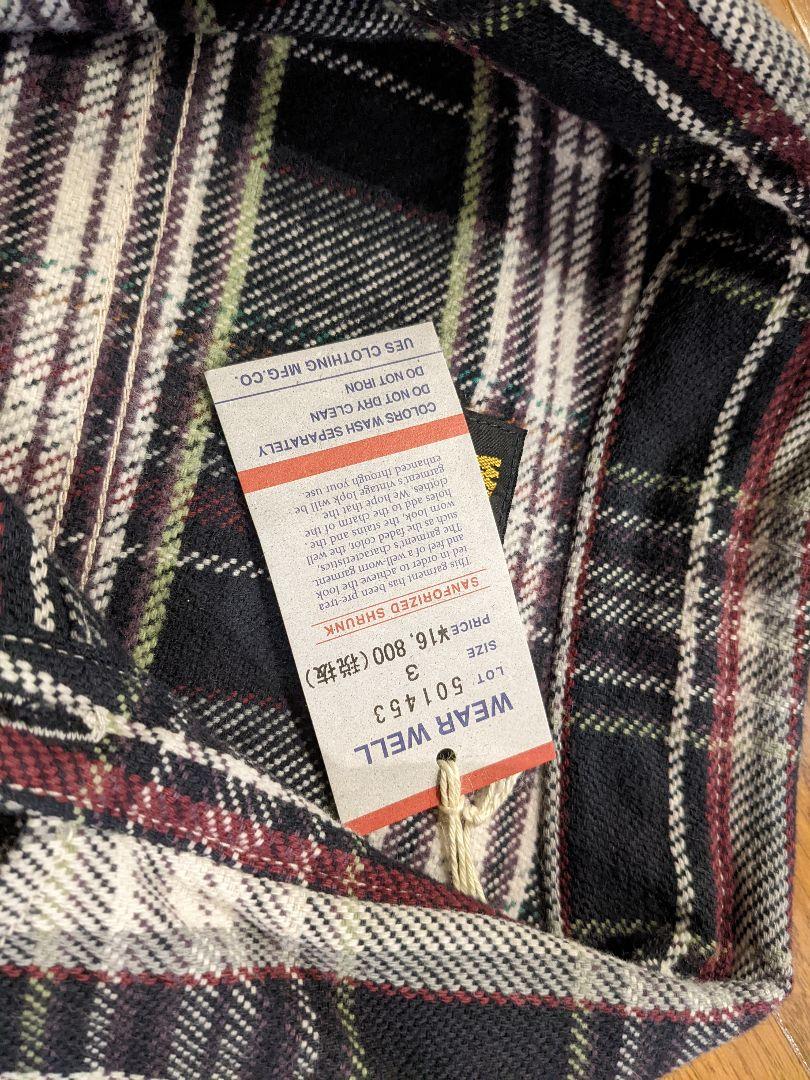 WEAR WELL
LOT 501453
SIZE 3
PRICE ¥16,800(税抜)
SANFORIZED SHRUNK
This garment has been pre-trea
ted in order to achieve the look
and feel of a well-worn garment.
The garment's characteristics,
such as the faded color, the well
worn look, the stains and the
holes add to the charm of the
clothes. We hope that the
garment's vintage look will be
enhanced through your use.
COLORS WASH SEPARATELY
DO NOT DRY CLEAN
DO NOT IRON
UES CLOTHING MFG.CO.